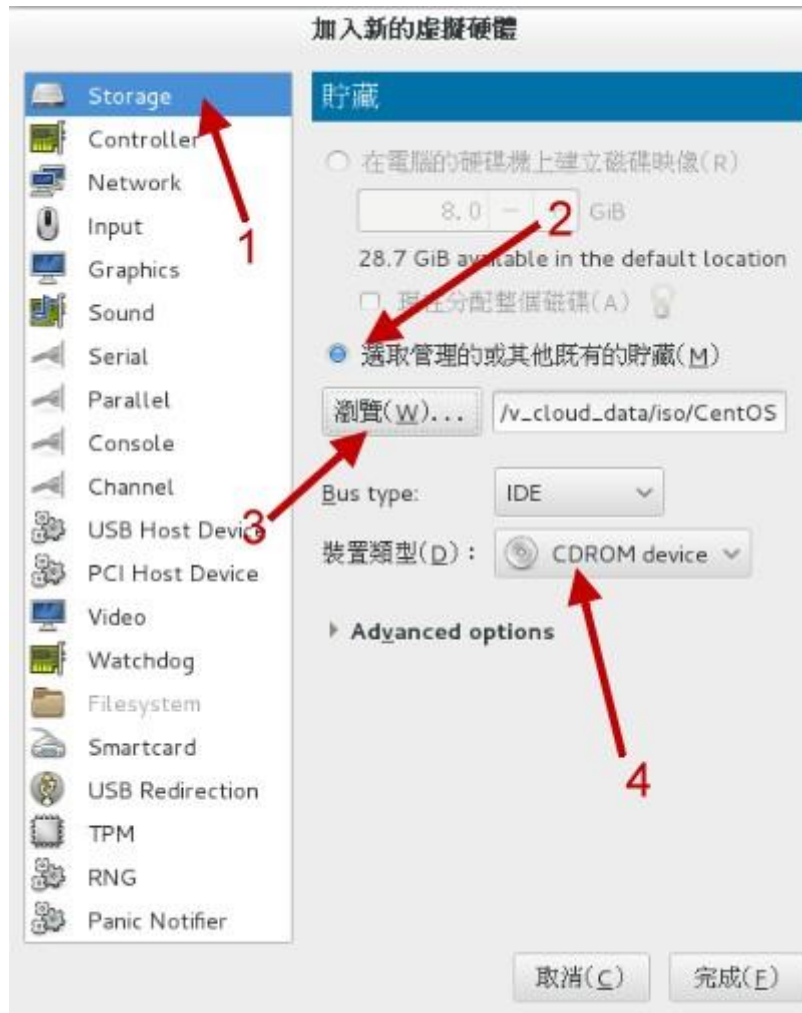 加入新的虛擬硬體
Storage
Controller
Network
Input
Graphics
Sound
Serial
Parallel
Console
Channel
USB Host Device
PCI Host Device
Video
Watchdog
Filesystem
Smartcard
USB Redirection
TPM
RNG
Panic Notifier
1
貯藏
在電腦的硬碟機上建立磁碟映像(R)
8.0 GiB
2
28.7 GiB available in the default location
現在分配整個磁碟(A)
選取管理的或其他既有的貯藏(M)
瀏覽(W)... /v_cloud_data/iso/CentOS
3
Bus type: IDE
裝置類型(D)： CDROM device
Advanced options
4
取消(C) 完成(F)